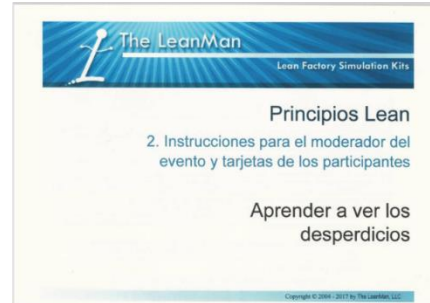 The LeanMan
Lean Factory Simulation Kits
Principios Lean
2. Instrucciones para el moderador del
evento y tarjetas de los participantes
Aprender a ver los
desperdicios
Copyright © 2004 - 2017 by The LeanMan, LLC